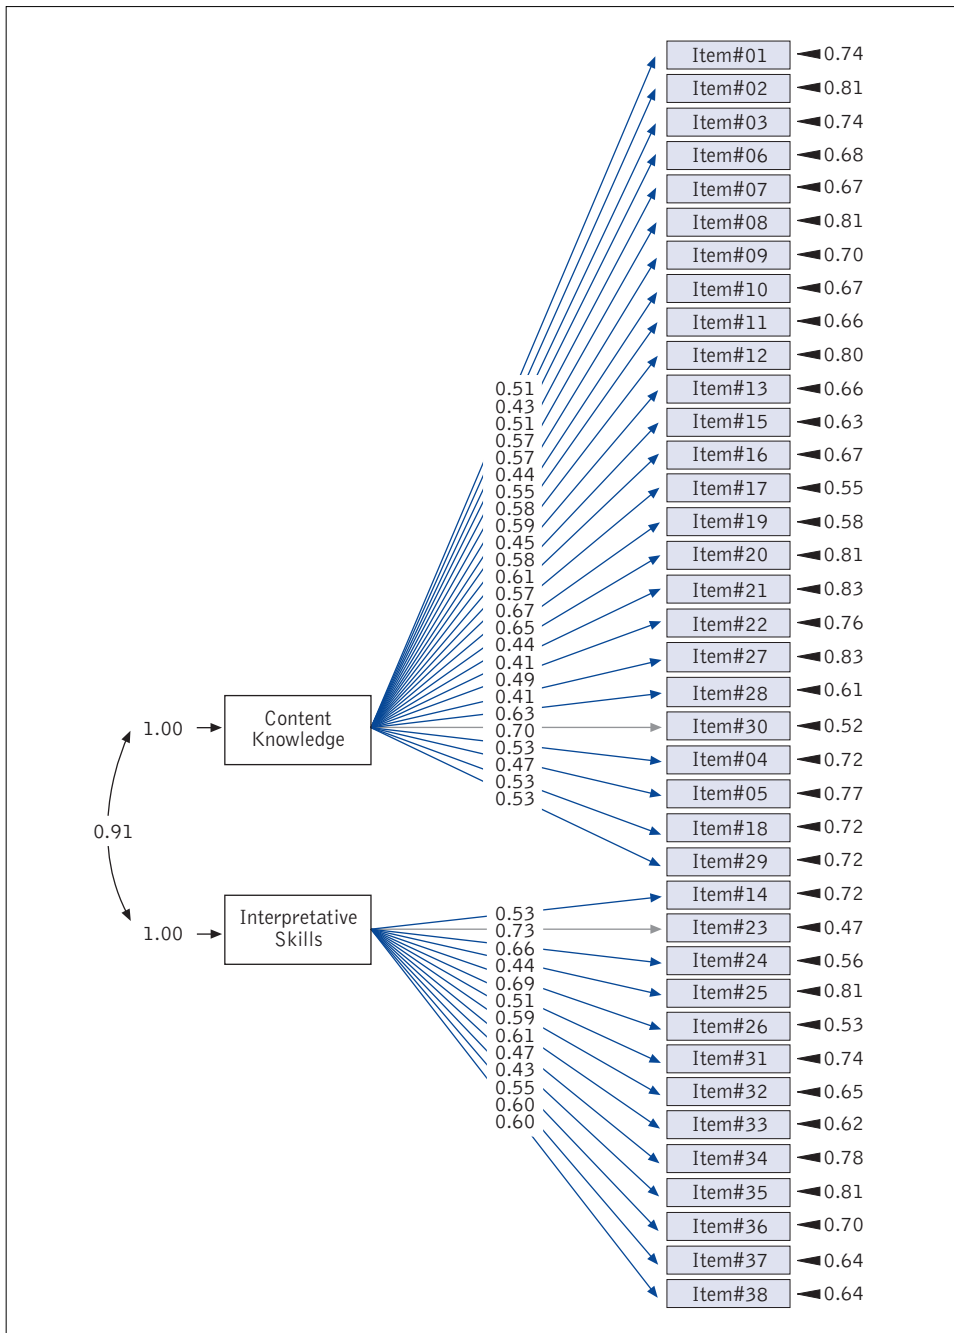 Item#01 0.74
Item#02 0.81
Item#03 0.74
Item#06 0.68
Item#07 0.67
Item#08 0.81
Item#09 0.70
Item#10 0.67
Item#11 0.66
Item#12 0.80
Item#13 0.66
Item#15 0.63
Item#16 0.67
Item#17 0.55
Item#19 0.58
Item#20 0.81
Item#21 0.83
Item#22 0.76
Item#27 0.83
Item#28 0.61
Item#30 0.52
Item#04 0.72
Item#05 0.77
Item#18 0.72
Item#29 0.72
Item#14 0.72
Item#23 0.47
Item#24 0.56
Item#25 0.81
Item#26 0.53
Item#31 0.74
Item#32 0.65
Item#33 0.62
Item#34 0.78
Item#35 0.81
Item#36 0.70
Item#37 0.64
Item#38 0.64
0.51
0.43
0.51
0.57
0.57
0.44
0.55
0.58
0.59
0.45
0.58
0.61
0.57
0.67
0.65
0.44
0.41
0.49
0.41
0.63
0.70
0.53
0.47
0.53
0.53
1.00
Content
Knowledge
0.91
1.00
Interpretative
Skills
0.53
0.73
0.66
0.44
0.69
0.51
0.59
0.61
0.47
0.43
0.55
0.60
0.60